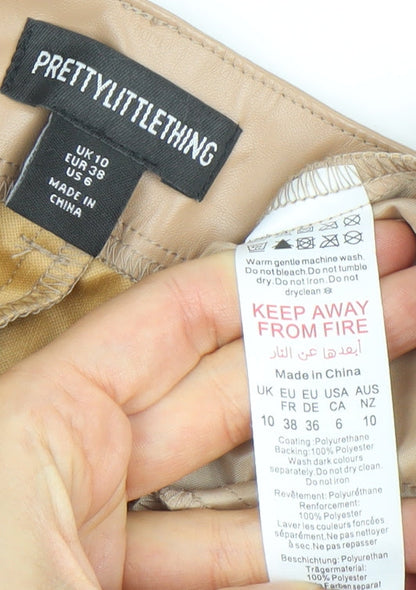 PRETTYLITTLETHING
UK 10
EUR 38
US 6
MADE IN
CHINA
Warm gentle machine wash.
Do not bleach.Do not tumble
dry.Do not iron.Do not
dryclean
KEEP AWAY
FROM FIRE
أبعدها عن النار
Made in China
UK EU EU USA AUS
FR DE CA NZ
10 38 36 6 10
Coating :Polyurethane
Backing:100% Polyester
Wash dark colours
separately.Do not dry clean.
Do not iron
Revêtement: Polyuréthane
Renforcement:
100% Polyester
Laver les couleurs foncées
séparément.Ne pas nettoyer
à sec.Ne pas repasser
Beschichtung: Polyurethan
Trägermaterial:
100% Polyester